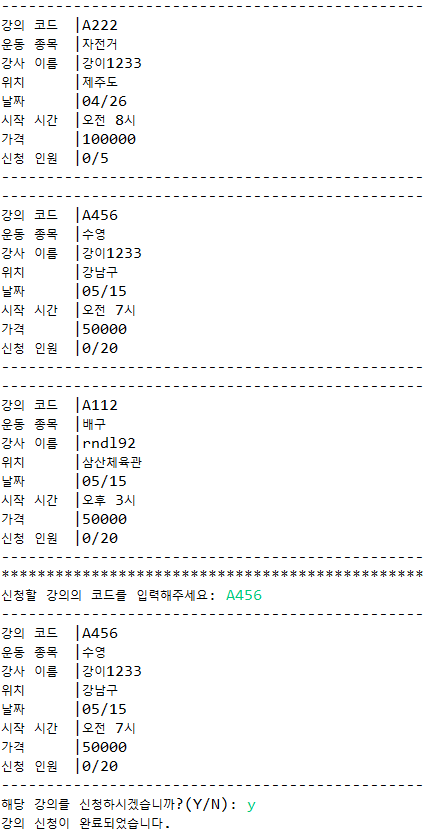 ------------------------------------------------
강의 코드 |A222
운동 종목 |자전거
강사 이름 |강이1233
위치 |제주도
날짜 |04/26
시작 시간 |오전 8시
가격 |100000
신청 인원 |0/5
------------------------------------------------
------------------------------------------------
강의 코드 |A456
운동 종목 |수영
강사 이름 |강이1233
위치 |강남구
날짜 |05/15
시작 시간 |오전 7시
가격 |50000
신청 인원 |0/20
------------------------------------------------
------------------------------------------------
강의 코드 |A112
운동 종목 |배구
강사 이름 |rndl92
위치 |삼산체육관
날짜 |05/15
시작 시간 |오후 3시
가격 |50000
신청 인원 |0/20
------------------------------------------------
************************************************
신청할 강의의 코드를 입력해주세요: A456
------------------------------------------------
강의 코드 |A456
운동 종목 |수영
강사 이름 |강이1233
위치 |강남구
날짜 |05/15
시작 시간 |오전 7시
가격 |50000
신청 인원 |0/20
------------------------------------------------
해당 강의를 신청하시겠습니까?(Y/N): y
강의 신청이 완료되었습니다.